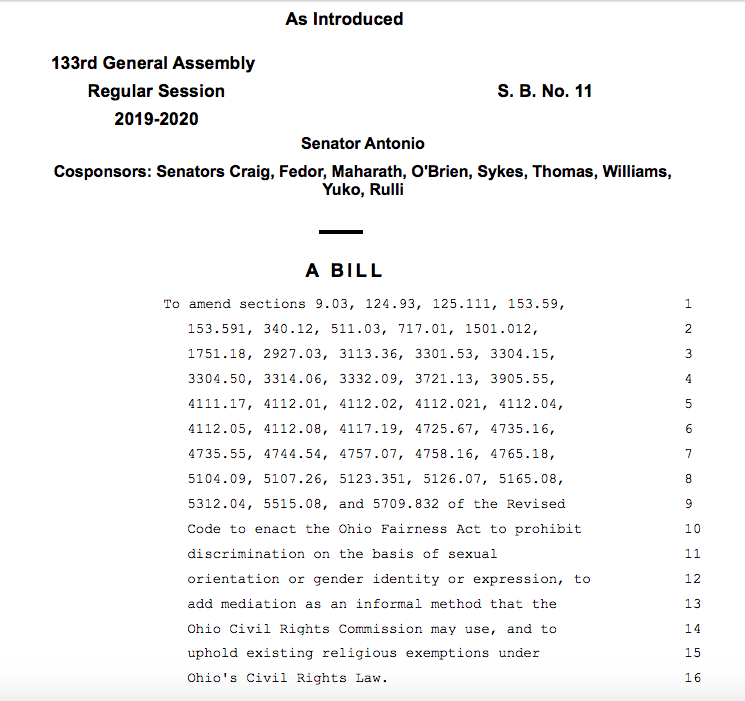 As Introduced
133rd General Assembly
Regular Session
2019-2020
S. B. No. 11
Senator Antonio
Cosponsors: Senators Craig, Fedor, Maharath, O'Brien, Sykes, Thomas, Williams,
Yuko, Rulli
A BILL
To amend sections 9.03, 124.93, 125.111, 153.59, 1
153.591, 340.12, 511.03, 717.01, 1501.012, 2
1751.18, 2927.03, 3113.36, 3301.53, 3304.15, 3
3304.50, 3314.06, 3332.09, 3721.13, 3905.55, 4
4111.17, 4112.01, 4112.02, 4112.021, 4112.04, 5
4112.05, 4112.08, 4117.19, 4725.67, 4735.16, 6
4735.55, 4744.54, 4757.07, 4758.16, 4765.18, 7
5104.09, 5107.26, 5123.351, 5126.07, 5165.08, 8
5312.04, 5515.08, and 5709.832 of the Revised 9
Code to enact the Ohio Fairness Act to prohibit 10
discrimination on the basis of sexual 11
orientation or gender identity or expression, to 12
add mediation as an informal method that the 13
Ohio Civil Rights Commission may use, and to 14
uphold existing religious exemptions under 15
Ohio's Civil Rights Law. 16